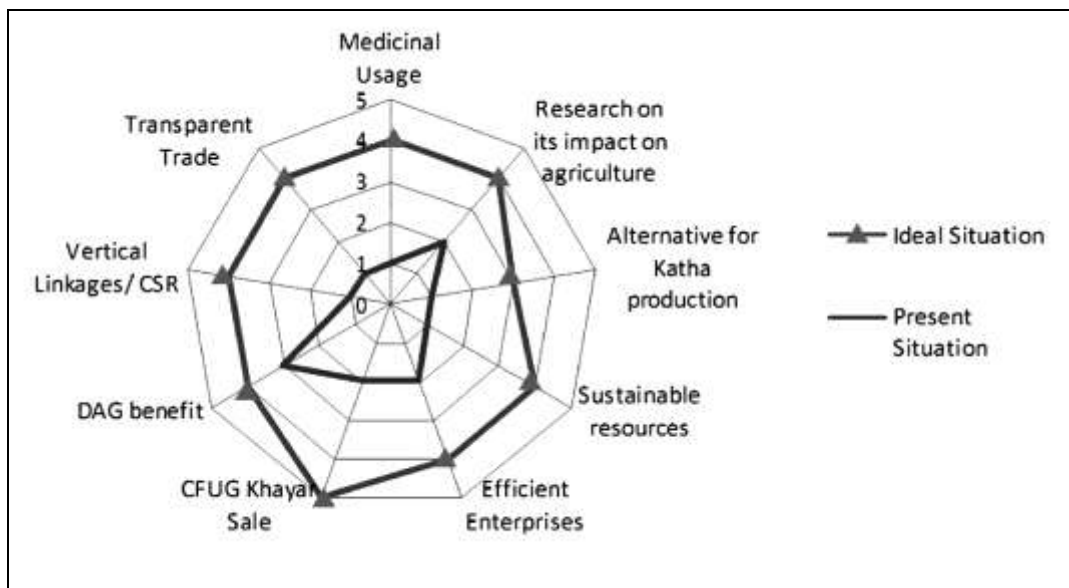 Medicinal
Usage
Research on
its impact on
agriculture
Alternative for
Katha
production
Sustainable
resources
Efficient
Enterprises
CFUG Khayar
Sale
DAG benefit
Vertical
Linkages/ CSR
Transparent
Trade
5
4
3
2
1
0
Ideal Situation
Present
Situation